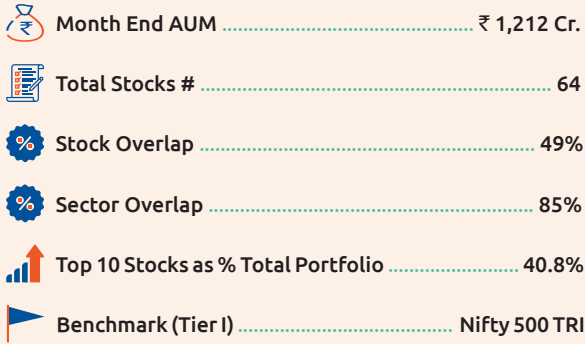 Month End AUM ........................................ ₹ 1,212 Cr.
Total Stocks # ........................................ 64
Stock Overlap ........................................ 49%
Sector Overlap ........................................ 85%
Top 10 Stocks as % Total Portfolio ........................ 40.8%
Benchmark (Tier I) .................................... Nifty 500 TRI